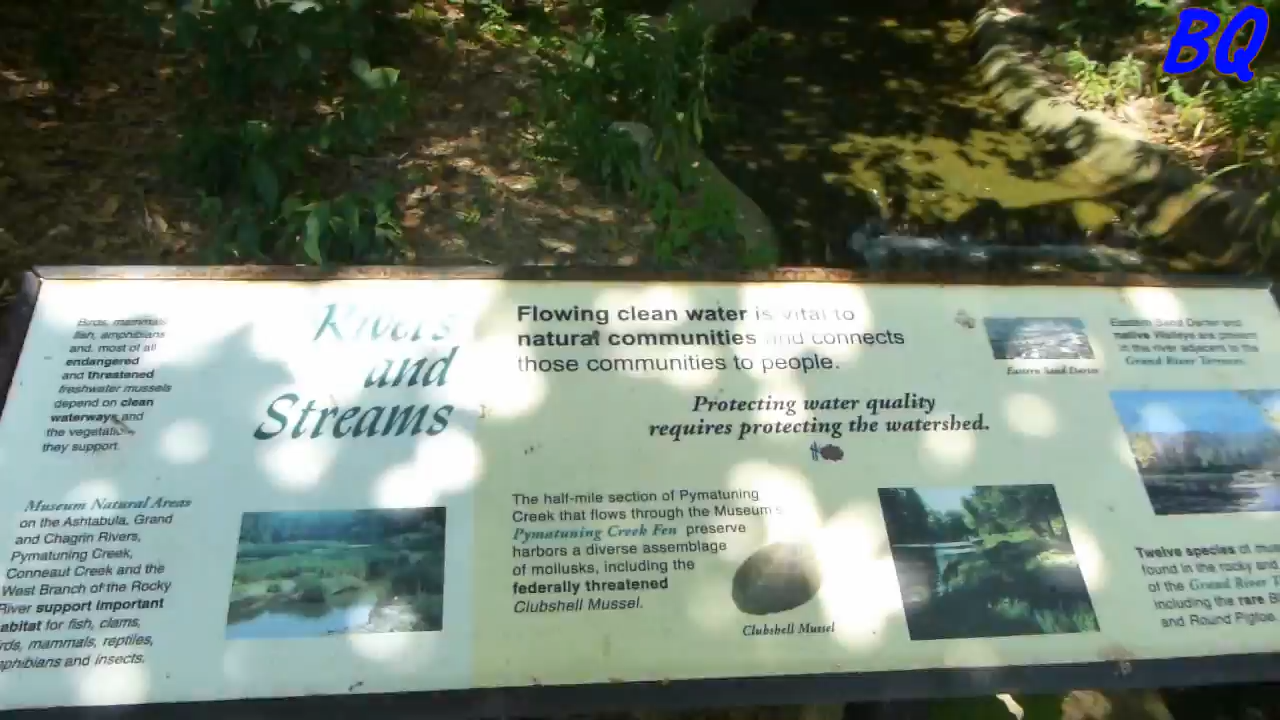 BQ
Birds, mammals
fish, amphibians
and, most of all
endangered
and threatened
freshwater mussels
depend on clean
waterways and
the vegetation
they support.
Rivers
and
Streams
Flowing clean water is vital to
natural communities and connects
those communities to people.
Protecting water quality
requires protecting the watershed.
Eastern Sand Darter
Eastern Sand Darter and
native Walleye are present
in the river adjacent to the
Grand River Terraces.
Museum Natural Areas
on the Ashtabula, Grand
and Chagrin Rivers,
Pymatuning Creek,
Conneaut Creek and the
West Branch of the Rocky
River support important
abitat for fish, clams,
rds, mammals, reptiles,
phibians and insects.
The half-mile section of Pymatuning
Creek that flows through the Museum's
Pymatuning Creek Fen preserve
harbors a diverse assemblage
of mollusks, including the
federally threatened
Clubshell Mussel.
Clubshell Mussel
Twelve species of mus
found in the rocky and
of the Grand River T
including the rare B
and Round Pigtoe